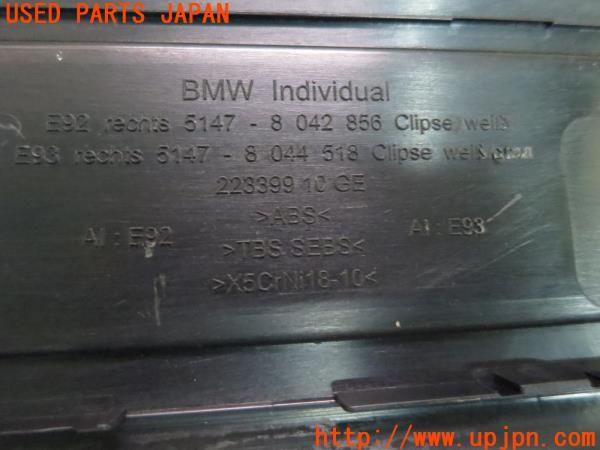 USED PARTS JAPAN
BMW Individual
E92 rechts 5147 - 8 042 856 Clipse weiß
E93 rechts 5147 - 8 044 518 Clipse weiß/grau
223399 10 GE
>ABS<
AI : E92
AI : E93
>TBS SEBS<
>X5CrNi18-10<
UPJ http://www.upjpn.com/